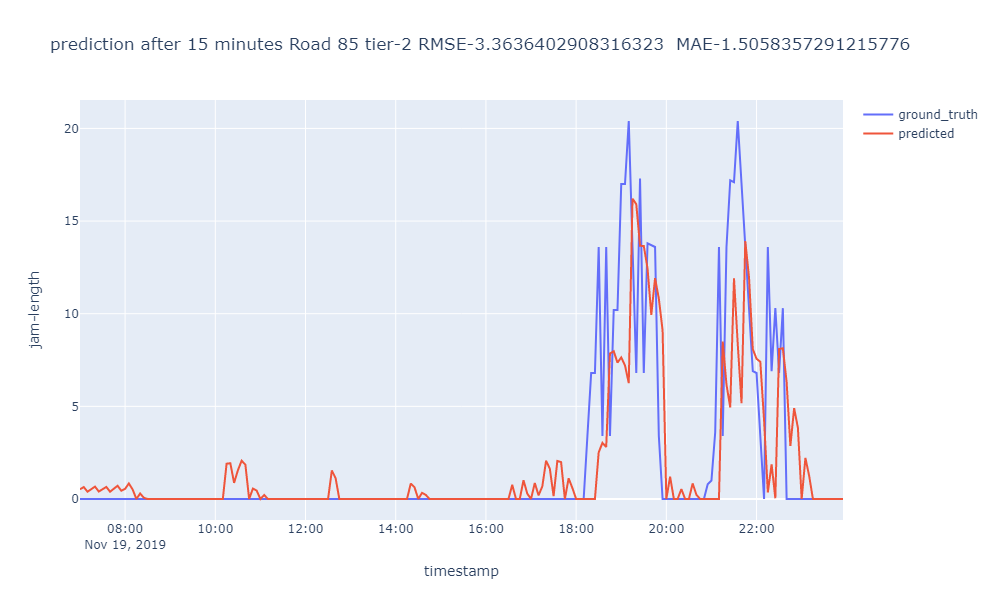 prediction after 15 minutes Road 85 tier-2 RMSE-3.3636402908316323  MAE-1.5058357291215776
ground_truth
predicted
20
15
10
5
0
jam-length
08:00 10:00 12:00 14:00 16:00 18:00 20:00 22:00
Nov 19, 2019
timestamp